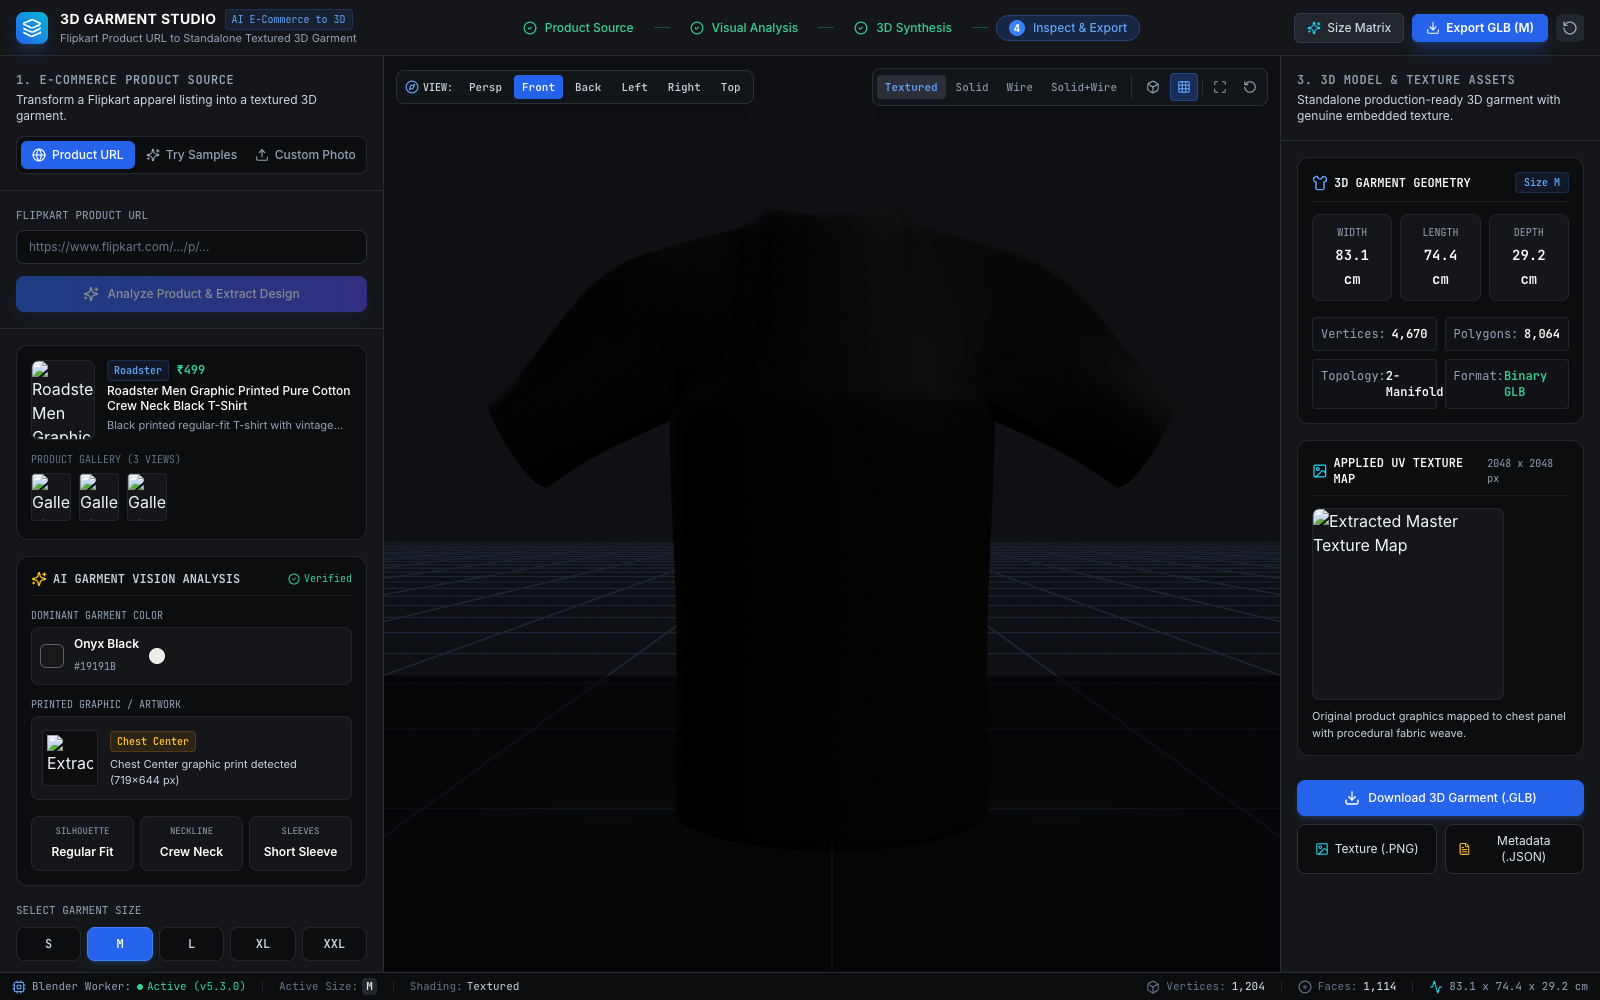 3D GARMENT STUDIO
AI E-Commerce to 3D
Flipkart Product URL to Standalone Textured 3D Garment
Product Source
Visual Analysis
3D Synthesis
4 Inspect & Export
Size Matrix
Export GLB (M)
1. E-COMMERCE PRODUCT SOURCE
Transform a Flipkart apparel listing into a textured 3D
garment.
Product URL
Try Samples
Custom Photo
FLIPKART PRODUCT URL
https://www.flipkart.com/.../p/...
Analyze Product & Extract Design
Roadster
Men
Graphic
Roadster
₹499
Roadster Men Graphic Printed Pure Cotton
Crew Neck Black T-Shirt
Black printed regular-fit T-shirt with vintage...
PRODUCT GALLERY (3 VIEWS)
Galle
Galle
Galle
AI GARMENT VISION ANALYSIS
Verified
DOMINANT GARMENT COLOR
Onyx Black
#19191B
PRINTED GRAPHIC / ARTWORK
Extrac
Chest Center
Chest Center graphic print detected
(719×644 px)
SILHOUETTE
Regular Fit
NECKLINE
Crew Neck
SLEEVES
Short Sleeve
SELECT GARMENT SIZE
S
M
L
XL
XXL
VIEW:
Persp
Front
Back
Left
Right
Top
Textured
Solid
Wire
Solid+Wire
3. 3D MODEL & TEXTURE ASSETS
Standalone production-ready 3D garment with
genuine embedded texture.
3D GARMENT GEOMETRY
Size M
WIDTH
83.1
cm
LENGTH
74.4
cm
DEPTH
29.2
cm
Vertices: 4,670
Polygons: 8,064
Topology: 2-
Manifold
Format: Binary
GLB
APPLIED UV TEXTURE
MAP
2048 x 2048
px
Extracted Master
Texture Map
Original product graphics mapped to chest panel
with procedural fabric weave.
Download 3D Garment (.GLB)
Texture (.PNG)
Metadata
(.JSON)
Blender Worker: Active (v5.3.0)
Active Size: M
Shading: Textured
Vertices: 1,204
Faces: 1,114
83.1 x 74.4 x 29.2 cm